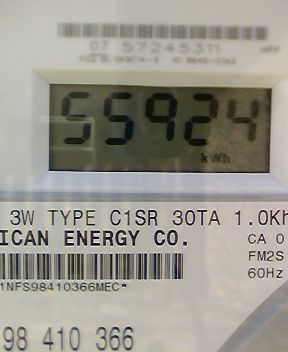 07 57245311
55924
kWh
3W TYPE C1SR 30TA 1.0Kh
ICAN ENERGY CO.
CA 0
FM2S
60Hz
1NFS98410366MEC*
98 410 366